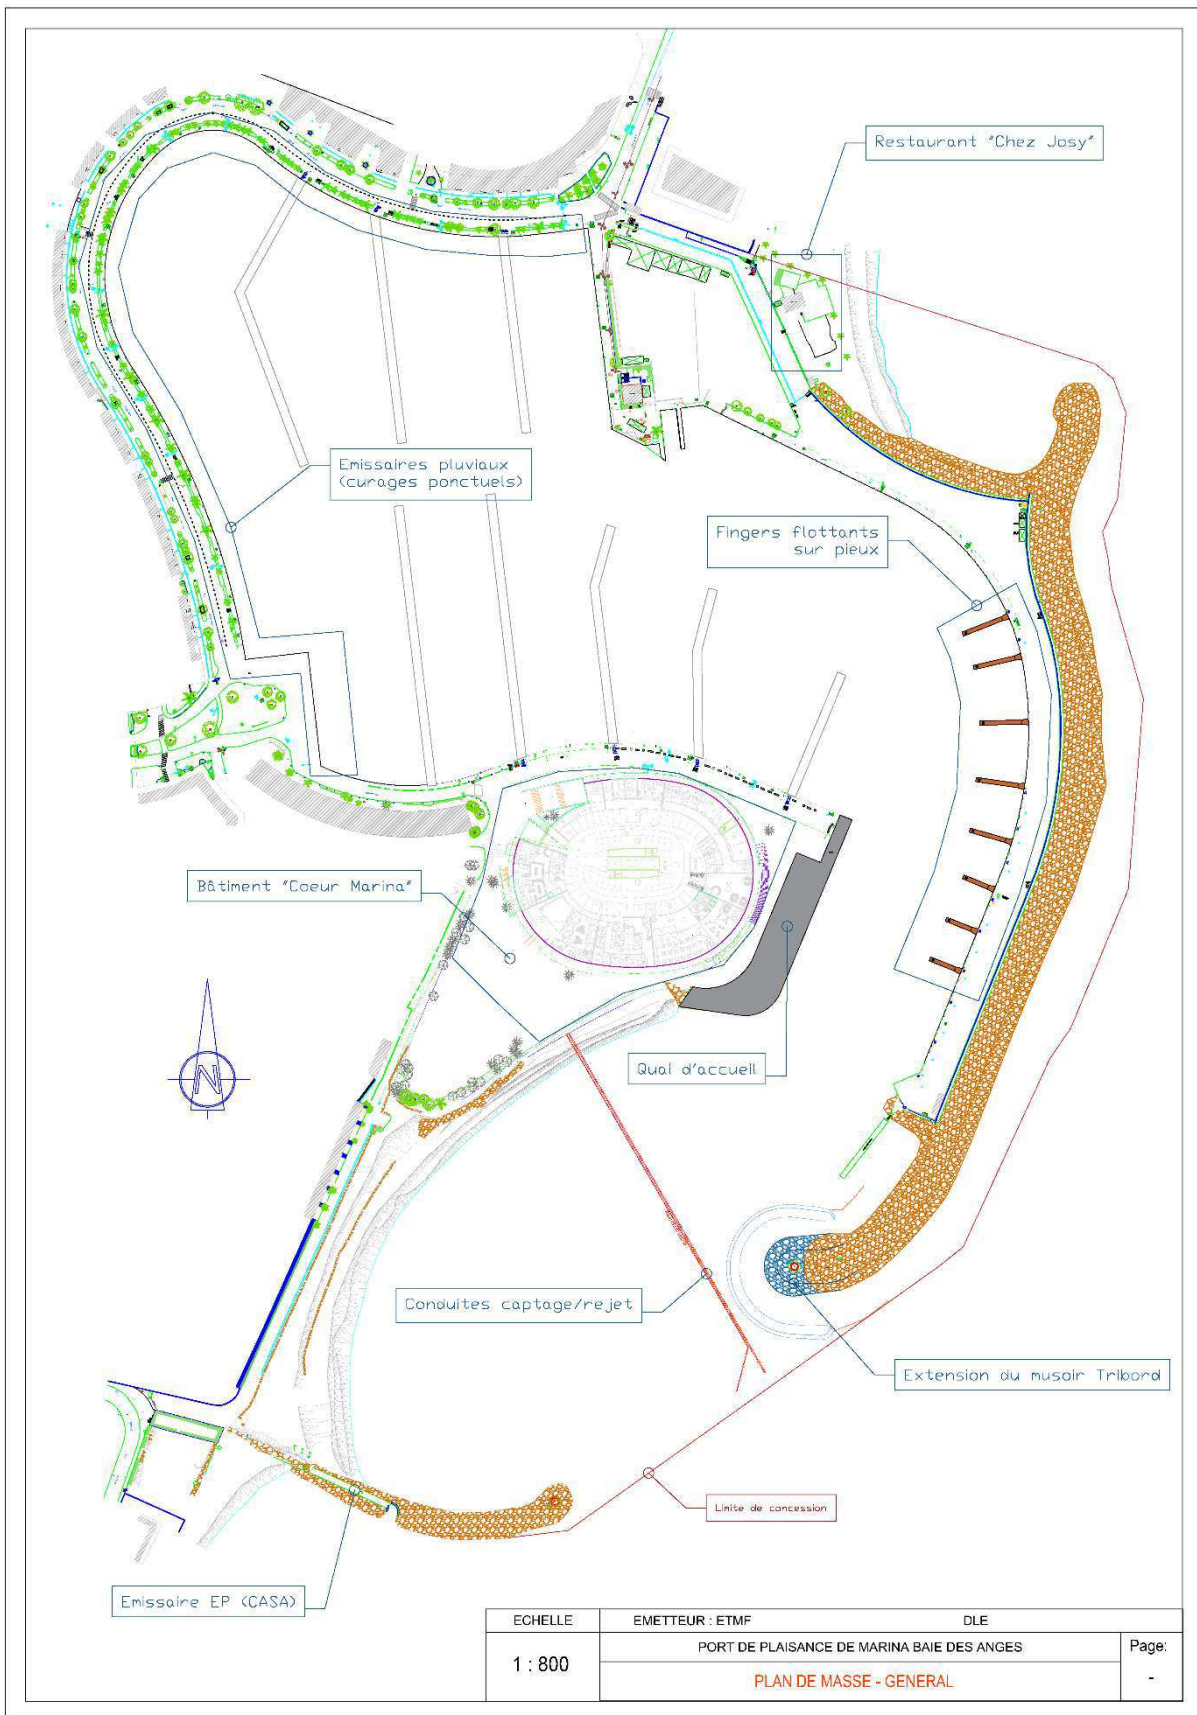 Restaurant "Chez Josy"
Emissaires pluviaux
(curages ponctuels)
Fingers flottants
sur pieux
Bâtiment "Coeur Marina"
N
Quai d'accueil
Conduites captage/rejet
Extension du musoir Tribord
Limite de concession
Emissaire EP (CASA)
ECHELLE
1 : 800
EMETTEUR : ETMF DLE
PORT DE PLAISANCE DE MARINA BAIE DES ANGES
PLAN DE MASSE - GENERAL
Page:
-